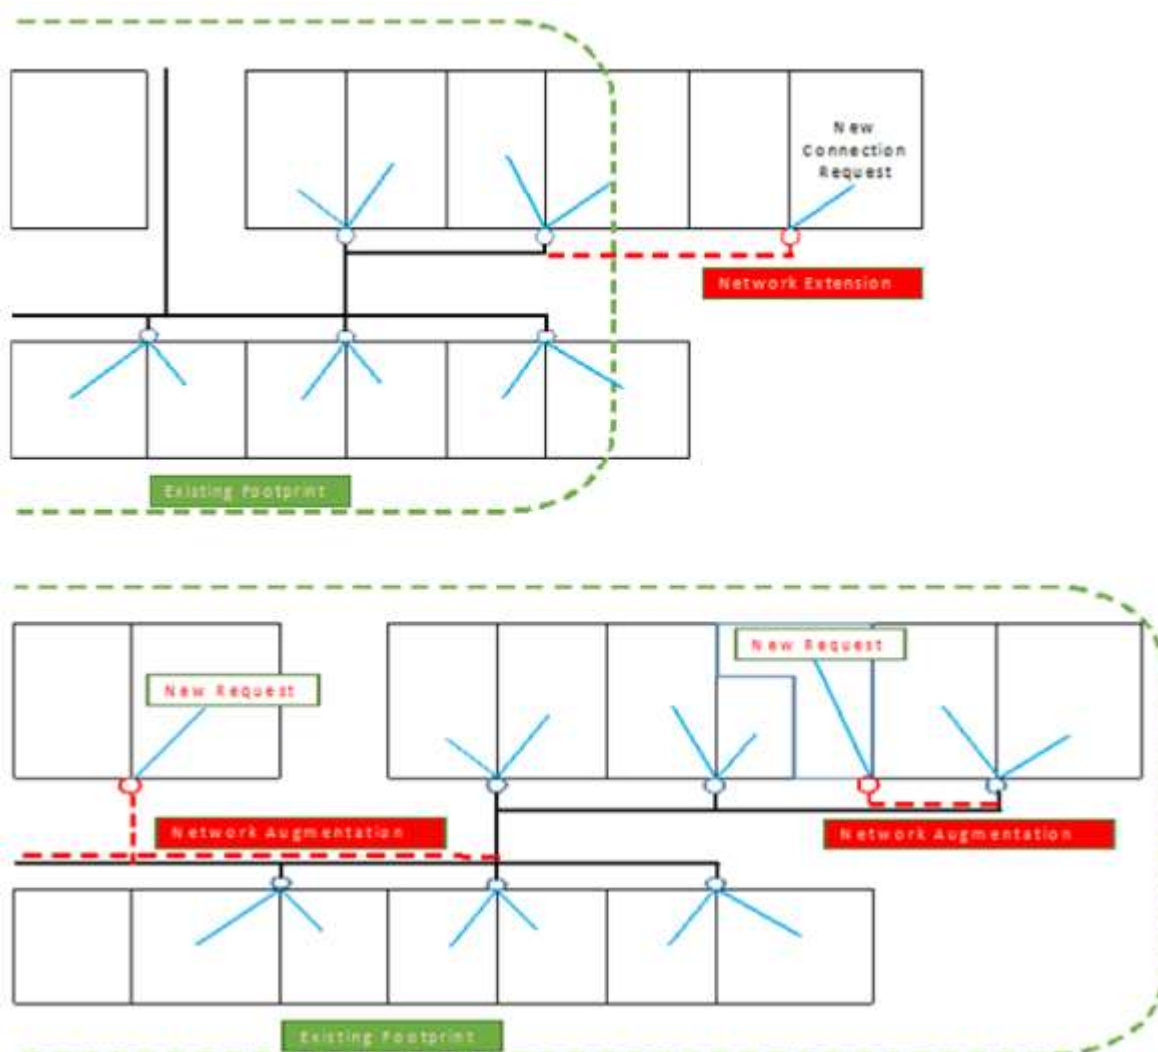 New
Connection
Request
Network Extension
Existing Footprint
New Request
New Request
Network Augmentation
Network Augmentation
Existing Footprint